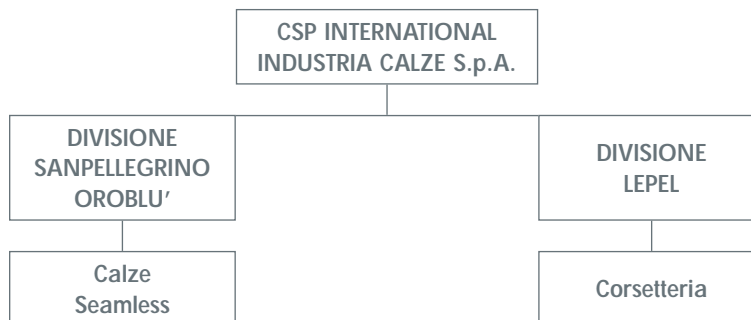 CSP INTERNATIONAL
INDUSTRIA CALZE S.p.A.
DIVISIONE
SANPELLEGRINO
OROBLU’
DIVISIONE
LEPEL
Calze
Seamless
Corsetteria